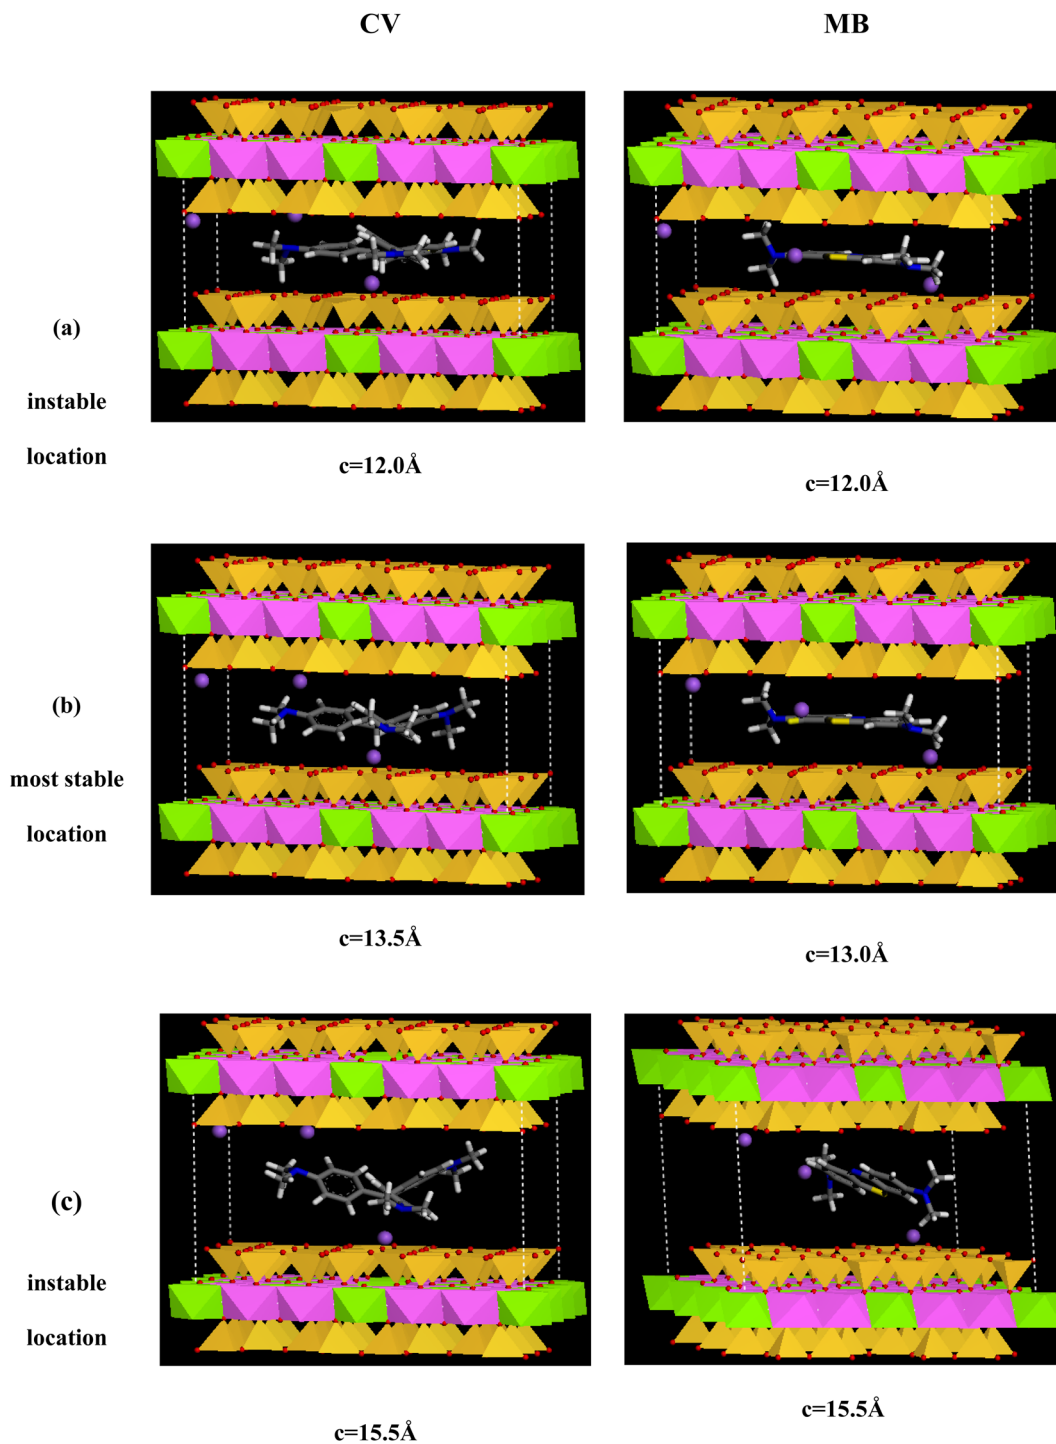 CV MB
(a)
instable
location
c=12.0Å
c=12.0Å
(b)
most stable
location
c=13.5Å
c=13.0Å
(c)
instable
location
c=15.5Å
c=15.5Å